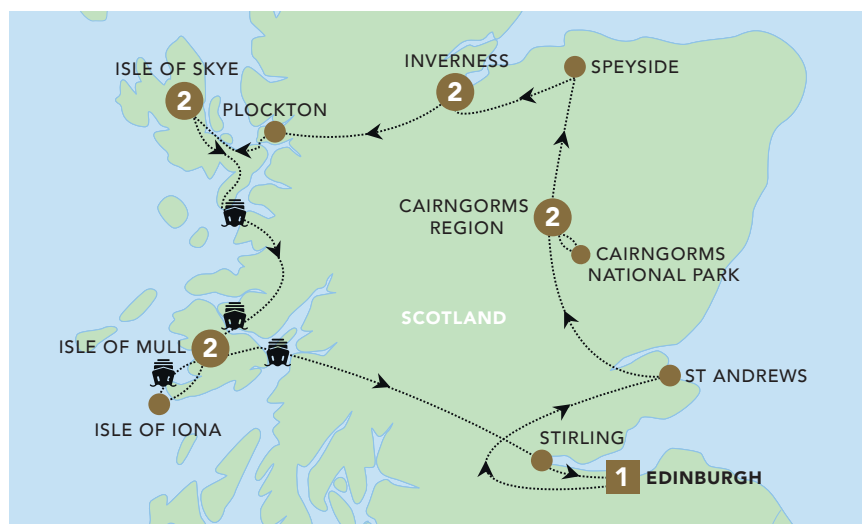 INVERNESS
2
SPEYSIDE
ISLE OF SKYE
2
PLOCKTON
CAIRNGORMS
REGION
2
CAIRNGORMS
NATIONAL PARK
SCOTLAND
ISLE OF MULL
2
ST ANDREWS
ISLE OF IONA
STIRLING
1
EDINBURGH